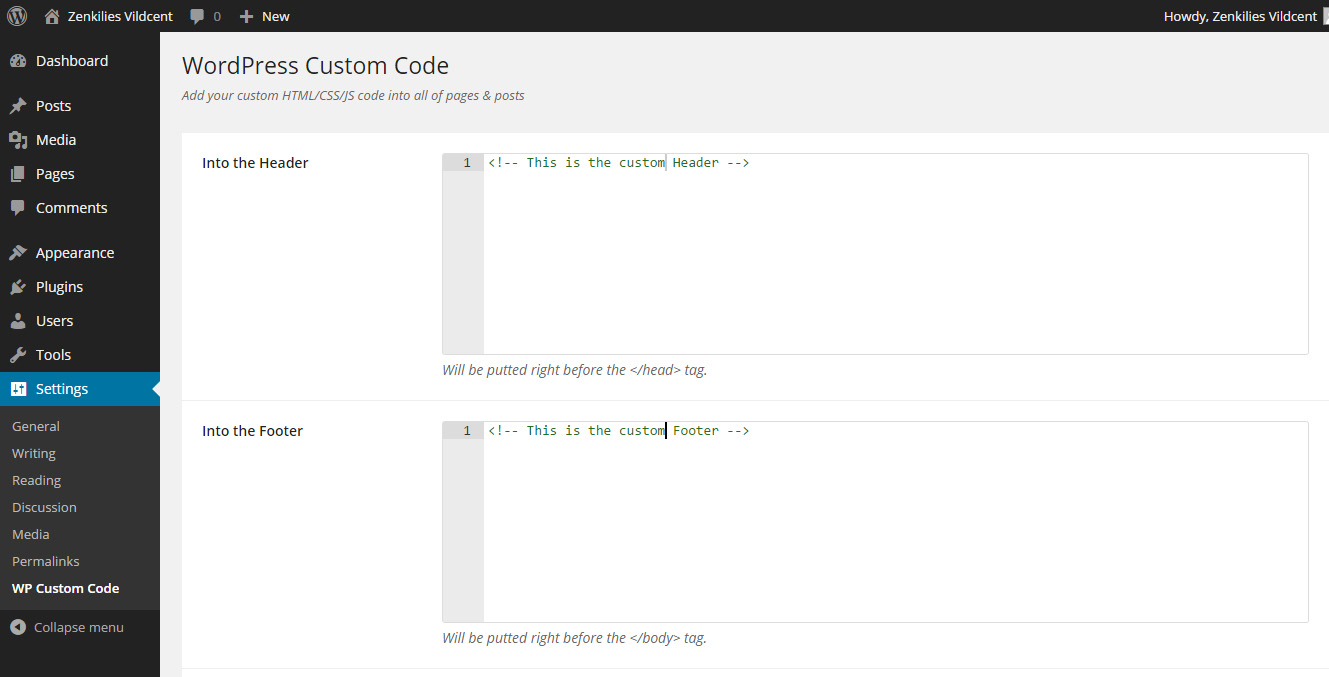 Zenkilies Vildcent 0 New Howdy, Zenkilies Vildcent
Dashboard
Posts
Media
Pages
Comments
Appearance
Plugins
Users
Tools
Settings
General
Writing
Reading
Discussion
Media
Permalinks
WP Custom Code
Collapse menu
WordPress Custom Code
Add your custom HTML/CSS/JS code into all of pages & posts
Into the Header
1 <!-- This is the custom Header -->
Will be putted right before the </head> tag.
Into the Footer
1 <!-- This is the custom Footer -->
Will be putted right before the </body> tag.